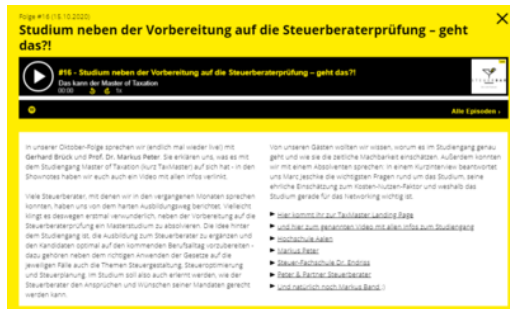 Folge #16 (15.10.2020)
Studium neben der Vorbereitung auf die Steuerberaterprüfung – geht
das?!
#16 - Studium neben der Vorbereitung auf die Steuerberaterprüfung – geht das?!
Das kann der Master of Taxation
00:00 1x
Alle Episoden ›
In unserer Oktober-Folge sprechen wir (endlich mal wieder live) mit
Gerhard Brück und Prof. Dr. Markus Peter. Sie erklären uns, was es mit
dem Studiengang Master of Taxation (kurz TaxMaster) auf sich hat - in den
Shownotes haben wir euch auch ein Video mit allen Infos verlinkt.
Viele Steuerberater, mit denen wir in den vergangenen Monaten sprechen
konnten, haben uns von dem harten Ausbildungsweg berichtet. Vielleicht
klingt es deswegen erstmal verwunderlich, neben der Vorbereitung auf die
Steuerberaterprüfung ein Masterstudium zu absolvieren. Die Idee hinter
dem Studiengang ist, die Ausbildung zum Steuerberater zu ergänzen und
den Kandidaten optimal auf den kommenden Berufsalltag vorzubereiten -
dazu gehören neben dem richtigen Anwenden der Gesetze auf die
jeweiligen Fälle auch die Themen Steuergestaltung, Steueroptimierung
und Steuerplanung. Im Studium soll also auch erlernt werden, wie der
Steuerberater den Ansprüchen und Wünschen seiner Mandaten gerecht
werden kann.
Von unseren Gästen wollten wir wissen, worum es im Studiengang genau
geht und wie sie die zeitliche Machbarkeit einschätzen. Außerdem konnten
wir mit einem Absolventen sprechen: in einem Kurzinterview beantwortet
uns Marc Jeschke die wichtigsten Fragen rund um das Studium, seine
ehrliche Einschätzung zum Kosten-Nutzen-Faktor und weshalb das
Studium gerade für das Networking wichtig ist.
► Hier kommt ihr zur TaxMaster Landing Page
► Und hier zum genannten Video mit allen Infos zum Studiengang
► Hochschule Aalen
► Markus Peter
► Steuer-Fachschule Dr. Endriss
► Peter & Partner Steuerberater
► Und natürlich noch Markus Band ;)